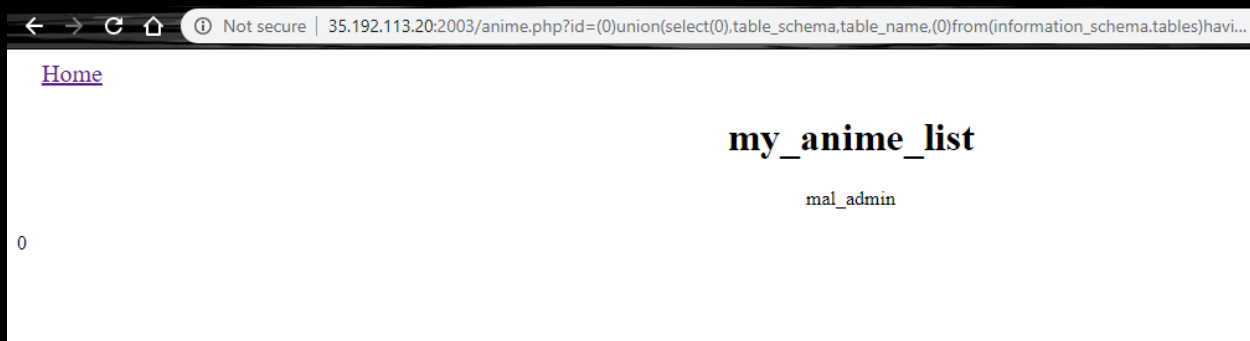 Not secure | 35.192.113.20:2003/anime.php?id=(0)union(select(0),table_schema,table_name,(0)from(information_schema.tables)havi...
Home
my_anime_list
mal_admin
0